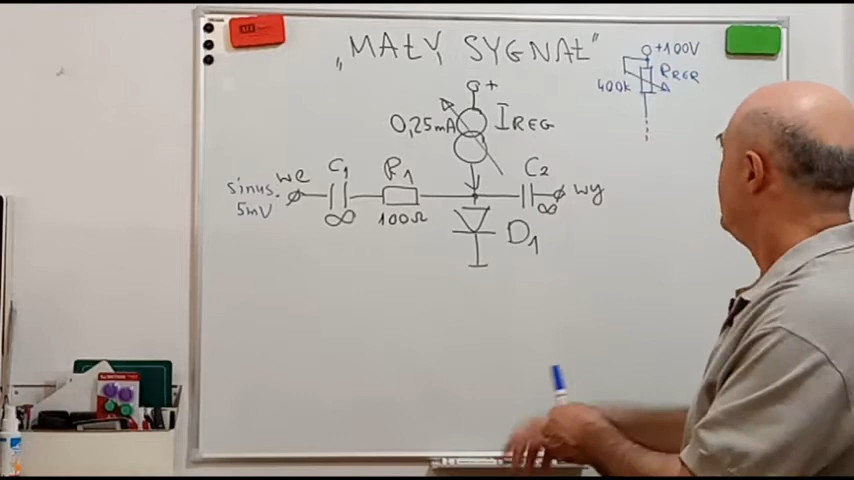 „MAŁY SYGNAŁ”
+100V
400k RREG
+
0,25mA IREG
sinus. we C1 R1 C2 wy
5mV ∞ 100Ω ∞
D1